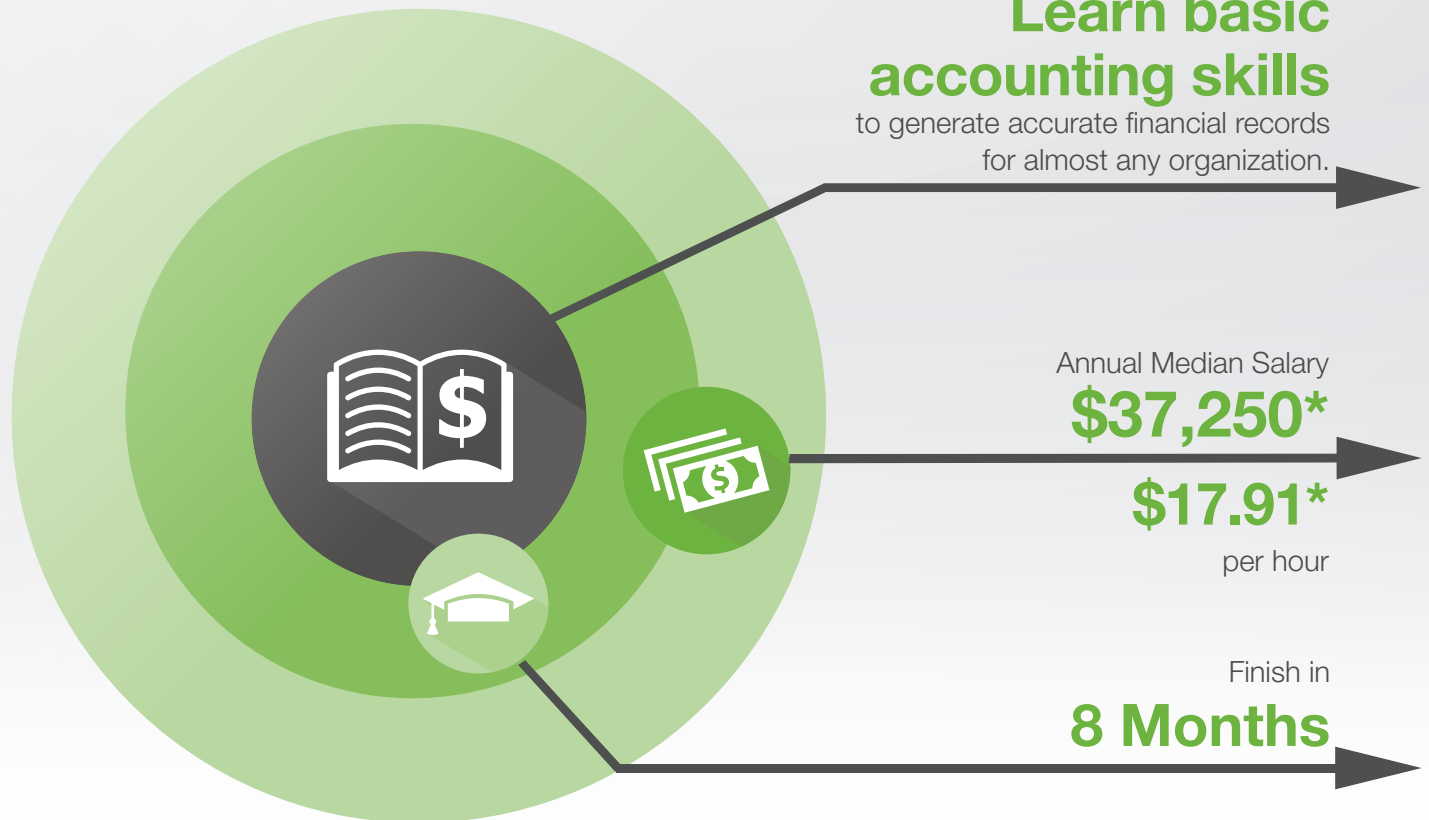 Learn basic
accounting skills
to generate accurate financial records
for almost any organization.
$
Annual Median Salary
$37,250*
$
$17.91*
per hour
Finish in
8 Months